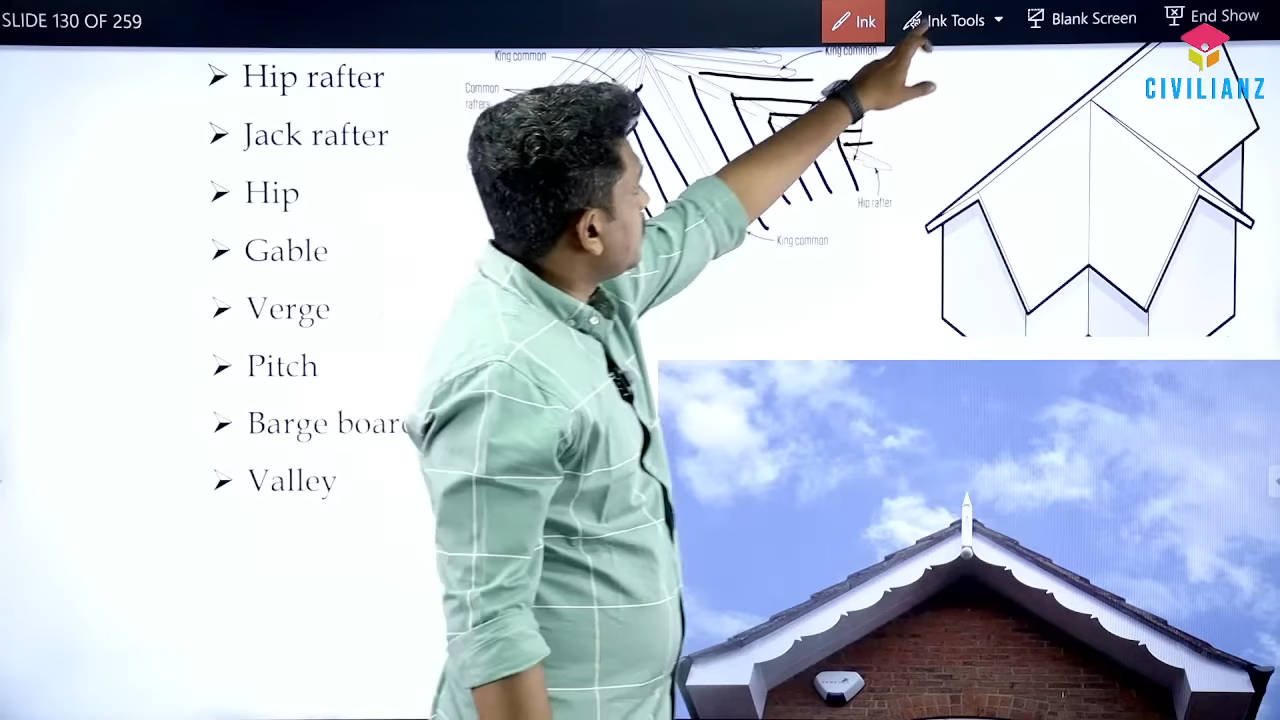 SLIDE 130 OF 259
Ink
Ink Tools
Blank Screen
End Show
CIVILIANZ
Hip rafter
Jack rafter
Hip
Gable
Verge
Pitch
Barge board
Valley
King common
Common
rafters
King common
Hip rafter
King common